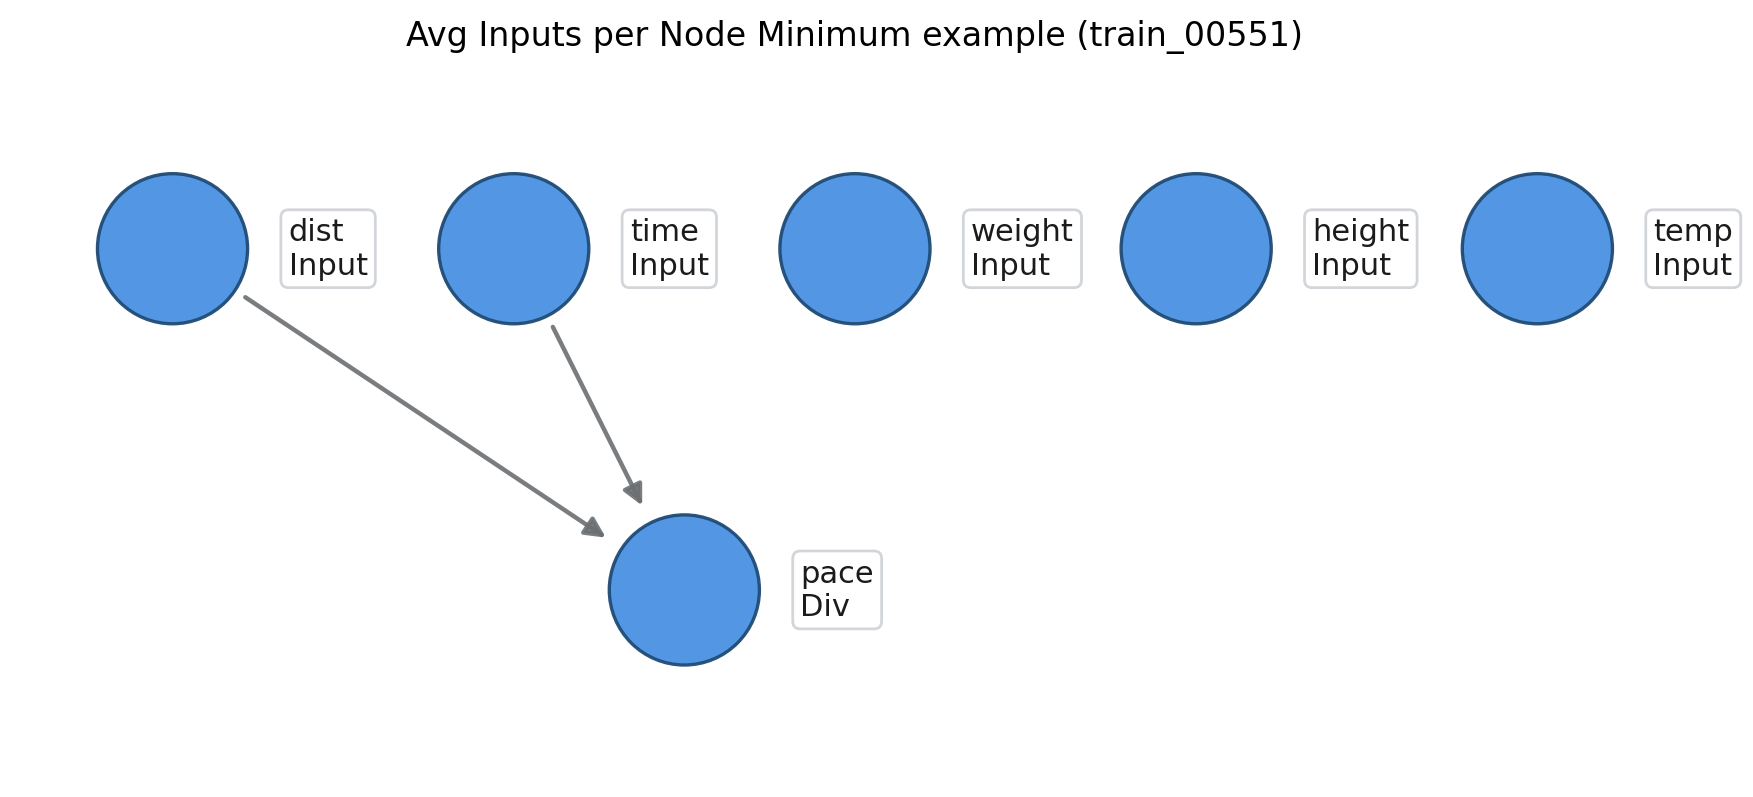 Avg Inputs per Node Minimum example (train_00551)
dist
Input
time
Input
weight
Input
height
Input
temp
Input
pace
Div